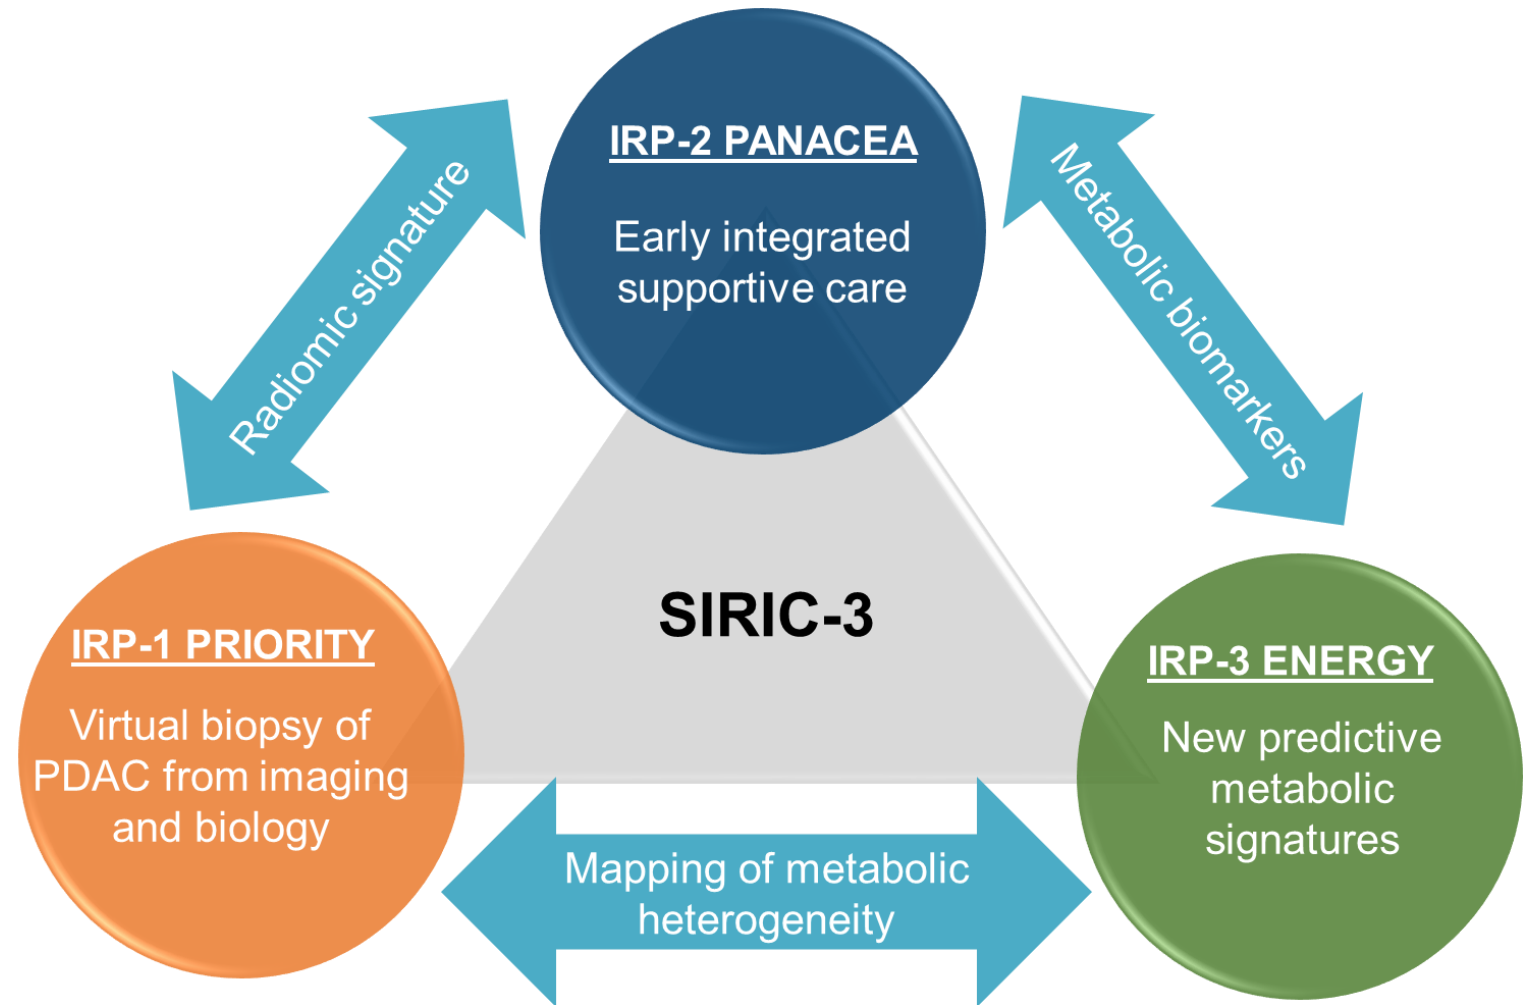 IRP-2 PANACEA
Early integrated
supportive care
Radiomic signature
Metabolic biomarkers
SIRIC-3
IRP-1 PRIORITY
Virtual biopsy of
PDAC from imaging
and biology
IRP-3 ENERGY
New predictive
metabolic
signatures
Mapping of metabolic
heterogeneity